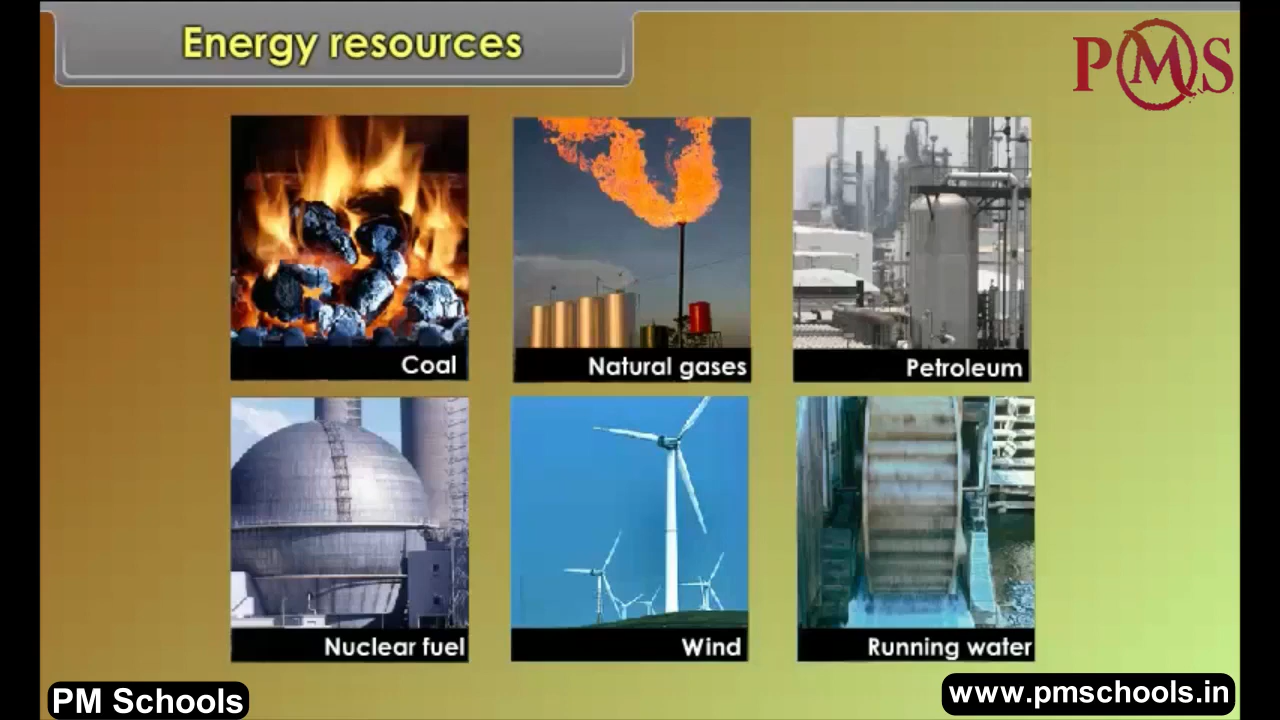 Energy resources
PMS
Coal
Natural gases
Petroleum
Nuclear fuel
Wind
Running water
PM Schools
www.pmschools.in